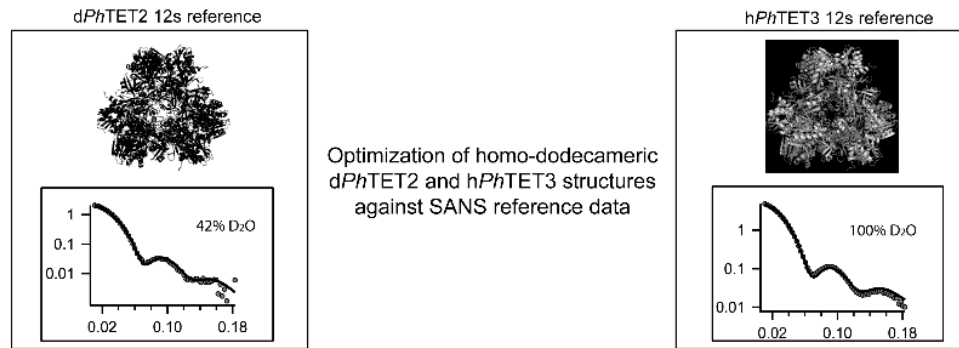 dPhTET2 12s reference
hPhTET3 12s reference
Optimization of homo-dodecameric
dPhTET2 and hPhTET3 structures
against SANS reference data
42% D2O
1
0.1
0.01
0.02 0.10 0.18
100% D2O
1
0.1
0.01
0.02 0.10 0.18